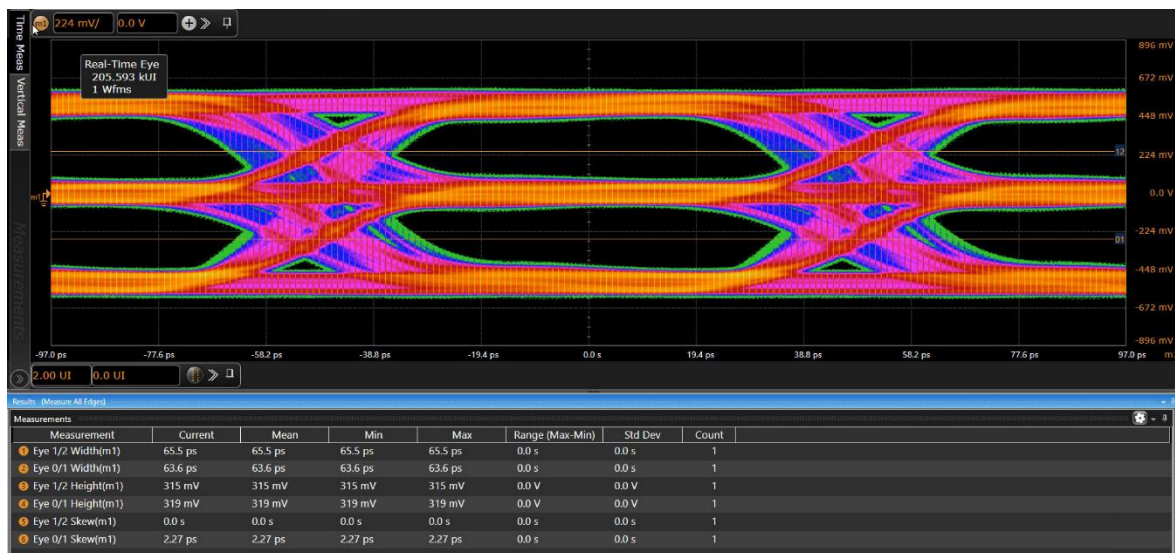 Time Meas
Vertical Meas
Measurements
m1 224 mV/ 0.0 V
Real-Time Eye
205.593 kUI
1 Wfms
896 mV
672 mV
448 mV
224 mV
0.0 V
-224 mV
-448 mV
-672 mV
-896 mV
12
01
m1
-97.0 ps -77.6 ps -58.2 ps -38.8 ps -19.4 ps 0.0 s 19.4 ps 38.8 ps 58.2 ps 77.6 ps 97.0 ps
2.00 UI 0.0 UI
Results (Measure All Edges)
Measurements
Measurement Current Mean Min Max Range (Max-Min) Std Dev Count
1 Eye 1/2 Width(m1) 65.5 ps 65.5 ps 65.5 ps 65.5 ps 0.0 s 0.0 s 1
2 Eye 0/1 Width(m1) 63.6 ps 63.6 ps 63.6 ps 63.6 ps 0.0 s 0.0 s 1
3 Eye 1/2 Height(m1) 315 mV 315 mV 315 mV 315 mV 0.0 V 0.0 V 1
4 Eye 0/1 Height(m1) 319 mV 319 mV 319 mV 319 mV 0.0 V 0.0 V 1
5 Eye 1/2 Skew(m1) 0.0 s 0.0 s 0.0 s 0.0 s 0.0 s 0.0 s 1
6 Eye 0/1 Skew(m1) 2.27 ps 2.27 ps 2.27 ps 2.27 ps 0.0 s 0.0 s 1